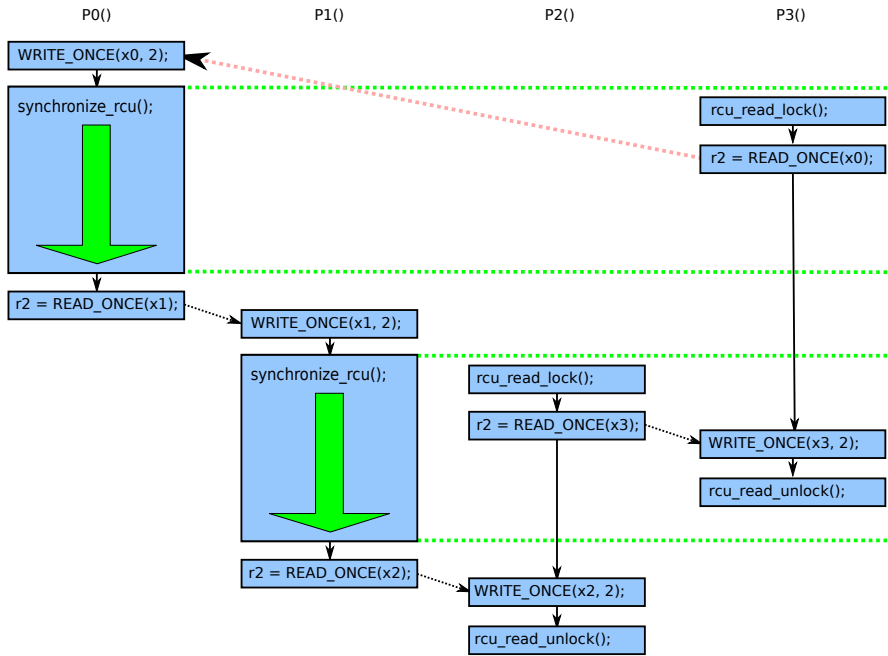 P0()
P1()
P2()
P3()
WRITE_ONCE(x0, 2);
synchronize_rcu();
rcu_read_lock();
r2 = READ_ONCE(x0);
r2 = READ_ONCE(x1);
WRITE_ONCE(x1, 2);
synchronize_rcu();
rcu_read_lock();
r2 = READ_ONCE(x3);
WRITE_ONCE(x3, 2);
rcu_read_unlock();
r2 = READ_ONCE(x2);
WRITE_ONCE(x2, 2);
rcu_read_unlock();